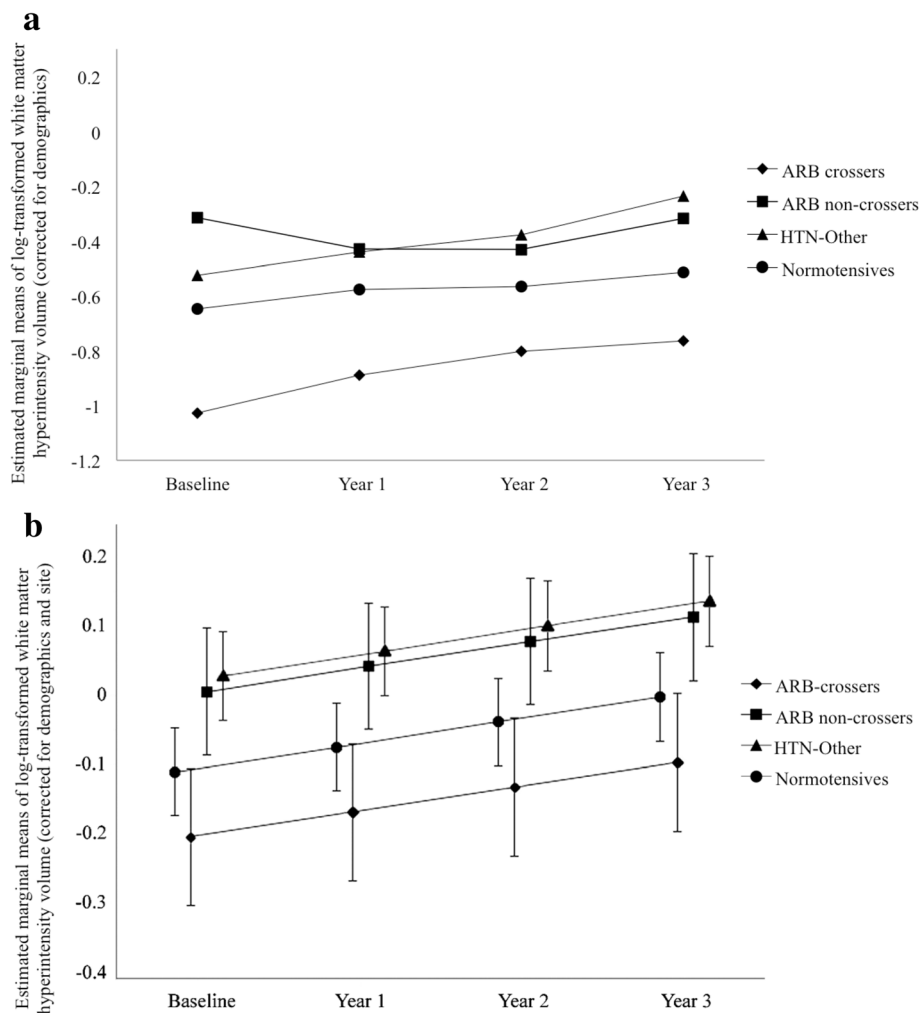 a
Estimated marginal means of log-transformed white matter
hyperintensity volume (corrected for demographics)
0.2
0
-0.2
-0.4
-0.6
-0.8
-1
-1.2
Baseline Year 1 Year 2 Year 3
ARB crossers
ARB non-crossers
HTN-Other
Normotensives
b
Estimated marginal means of log-transformed white matter
hyperintensity volume (corrected for demographics and site)
0.2
0.1
0
-0.1
-0.2
-0.3
-0.4
Baseline Year 1 Year 2 Year 3
ARB-crossers
ARB non-crossers
HTN-Other
Normotensives